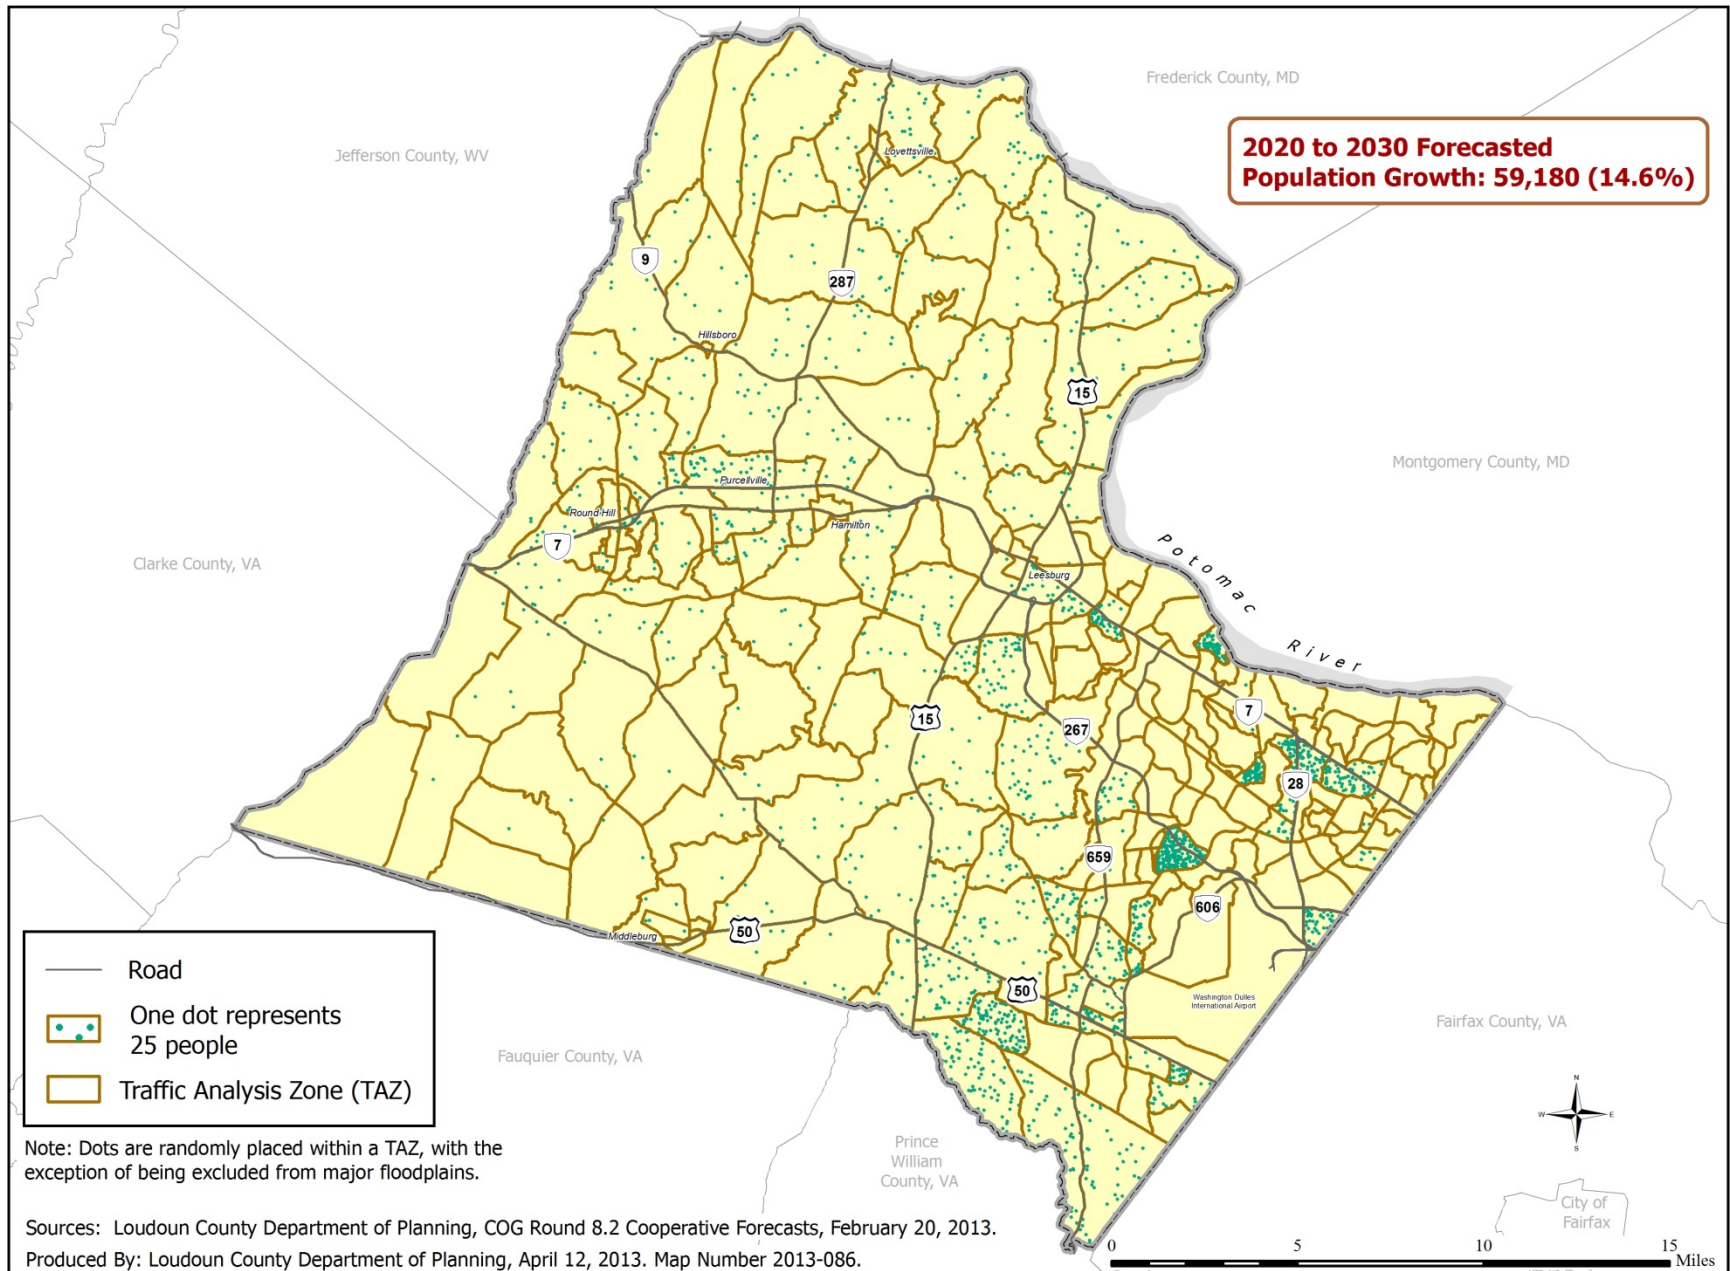 Frederick County, MD
2020 to 2030 Forecasted
Population Growth: 59,180 (14.6%)
Jefferson County, WV
Lovettsville
9
287
Hillsboro
15
Montgomery County, MD
Purcellville
Round Hill
Hamilton
7
Clarke County, VA
Leesburg
Potomac
River
15
267
7
28
659
606
50
Middleburg
50
Washington Dulles
International Airport
Fairfax County, VA
Fauquier County, VA
Prince
William
County, VA
City of
Fairfax
N
W
E
S
Road
One dot represents
25 people
Traffic Analysis Zone (TAZ)
Note: Dots are randomly placed within a TAZ, with the
exception of being excluded from major floodplains.
Sources: Loudoun County Department of Planning, COG Round 8.2 Cooperative Forecasts, February 20, 2013.
Produced By: Loudoun County Department of Planning, April 12, 2013. Map Number 2013-086.
0 5 10 15
Miles